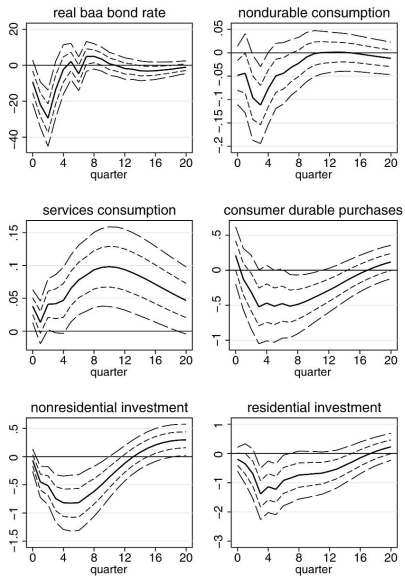 real baa bond rate
20
0
-20
-40
0 4 8 12 16 20
quarter
nondurable consumption
.05
0
-.05
-.1
-.15
-.2
0 4 8 12 16 20
quarter
services consumption
.15
.1
.05
0
0 4 8 12 16 20
quarter
consumer durable purchases
.5
0
-.5
-1
0 4 8 12 16 20
quarter
nonresidential investment
.5
0
-.5
-1
-1.5
0 4 8 12 16 20
quarter
residential investment
1
0
-1
-2
-3
0 4 8 12 16 20
quarter